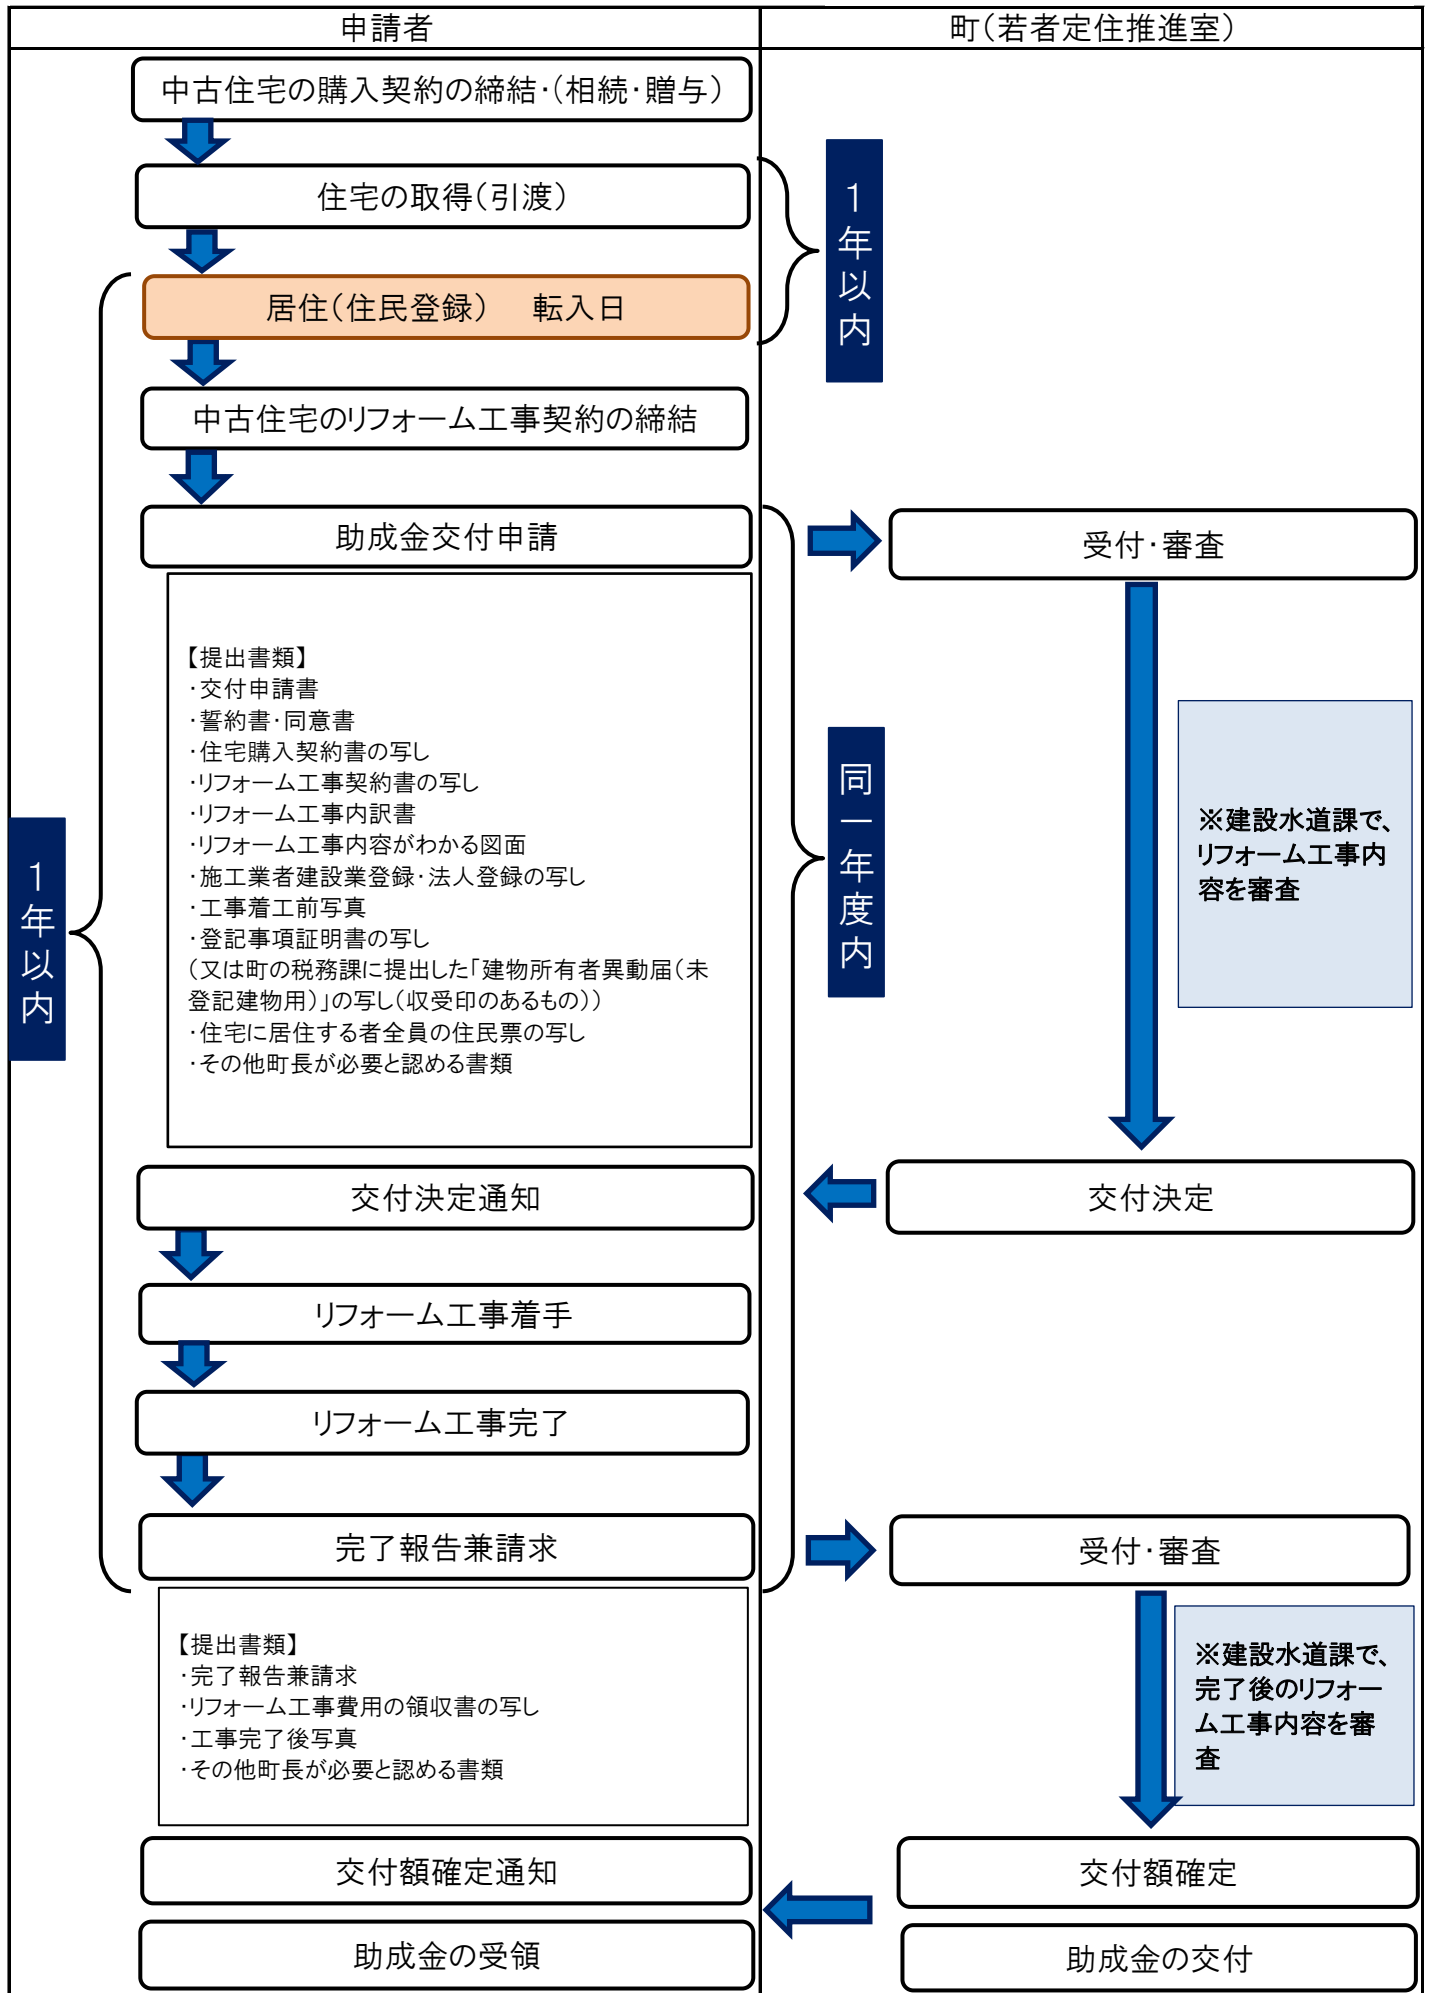 申請者
町（若者定住推進室）
中古住宅の購入契約の締結・（相続・贈与）
住宅の取得（引渡）
1年以内
居住（住民登録）　転入日
中古住宅のリフォーム工事契約の締結
助成金交付申請
受付・審査
【提出書類】
・交付申請書
・誓約書・同意書
・住宅購入契約書の写し
・リフォーム工事契約書の写し
・リフォーム工事内訳書
・リフォーム工事内容がわかる図面
・施工業者建設業登録・法人登録の写し
・工事着工前写真
・登記事項証明書の写し
（又は町の税務課に提出した「建物所有者異動届（未
登記建物用）」の写し（収受印のあるもの））
・住宅に居住する者全員の住民票の写し
・その他町長が必要と認める書類
1年以内
同一年度内
※建設水道課で、
リフォーム工事内
容を審査
交付決定通知
交付決定
リフォーム工事着手
リフォーム工事完了
完了報告兼請求
受付・審査
【提出書類】
・完了報告兼請求
・リフォーム工事費用の領収書の写し
・工事完了後写真
・その他町長が必要と認める書類
※建設水道課で、
完了後のリフォー
ム工事内容を審
査
交付額確定通知
交付額確定
助成金の受領
助成金の交付